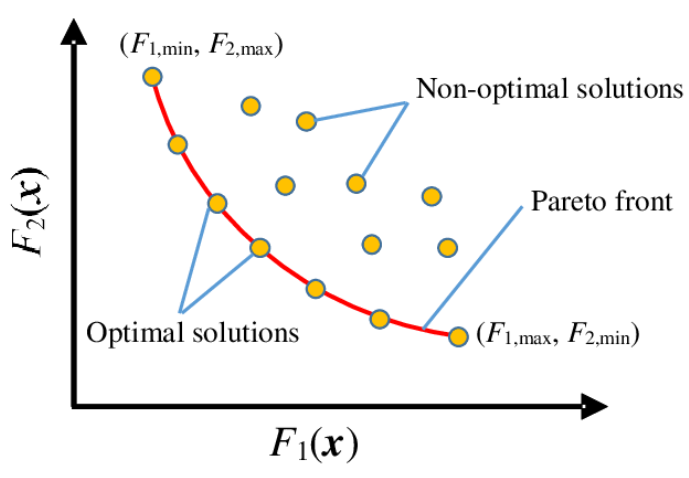 (F1,min, F2,max)
Non-optimal solutions
Pareto front
F2(x)
Optimal solutions
(F1,max, F2,min)
F1(x)